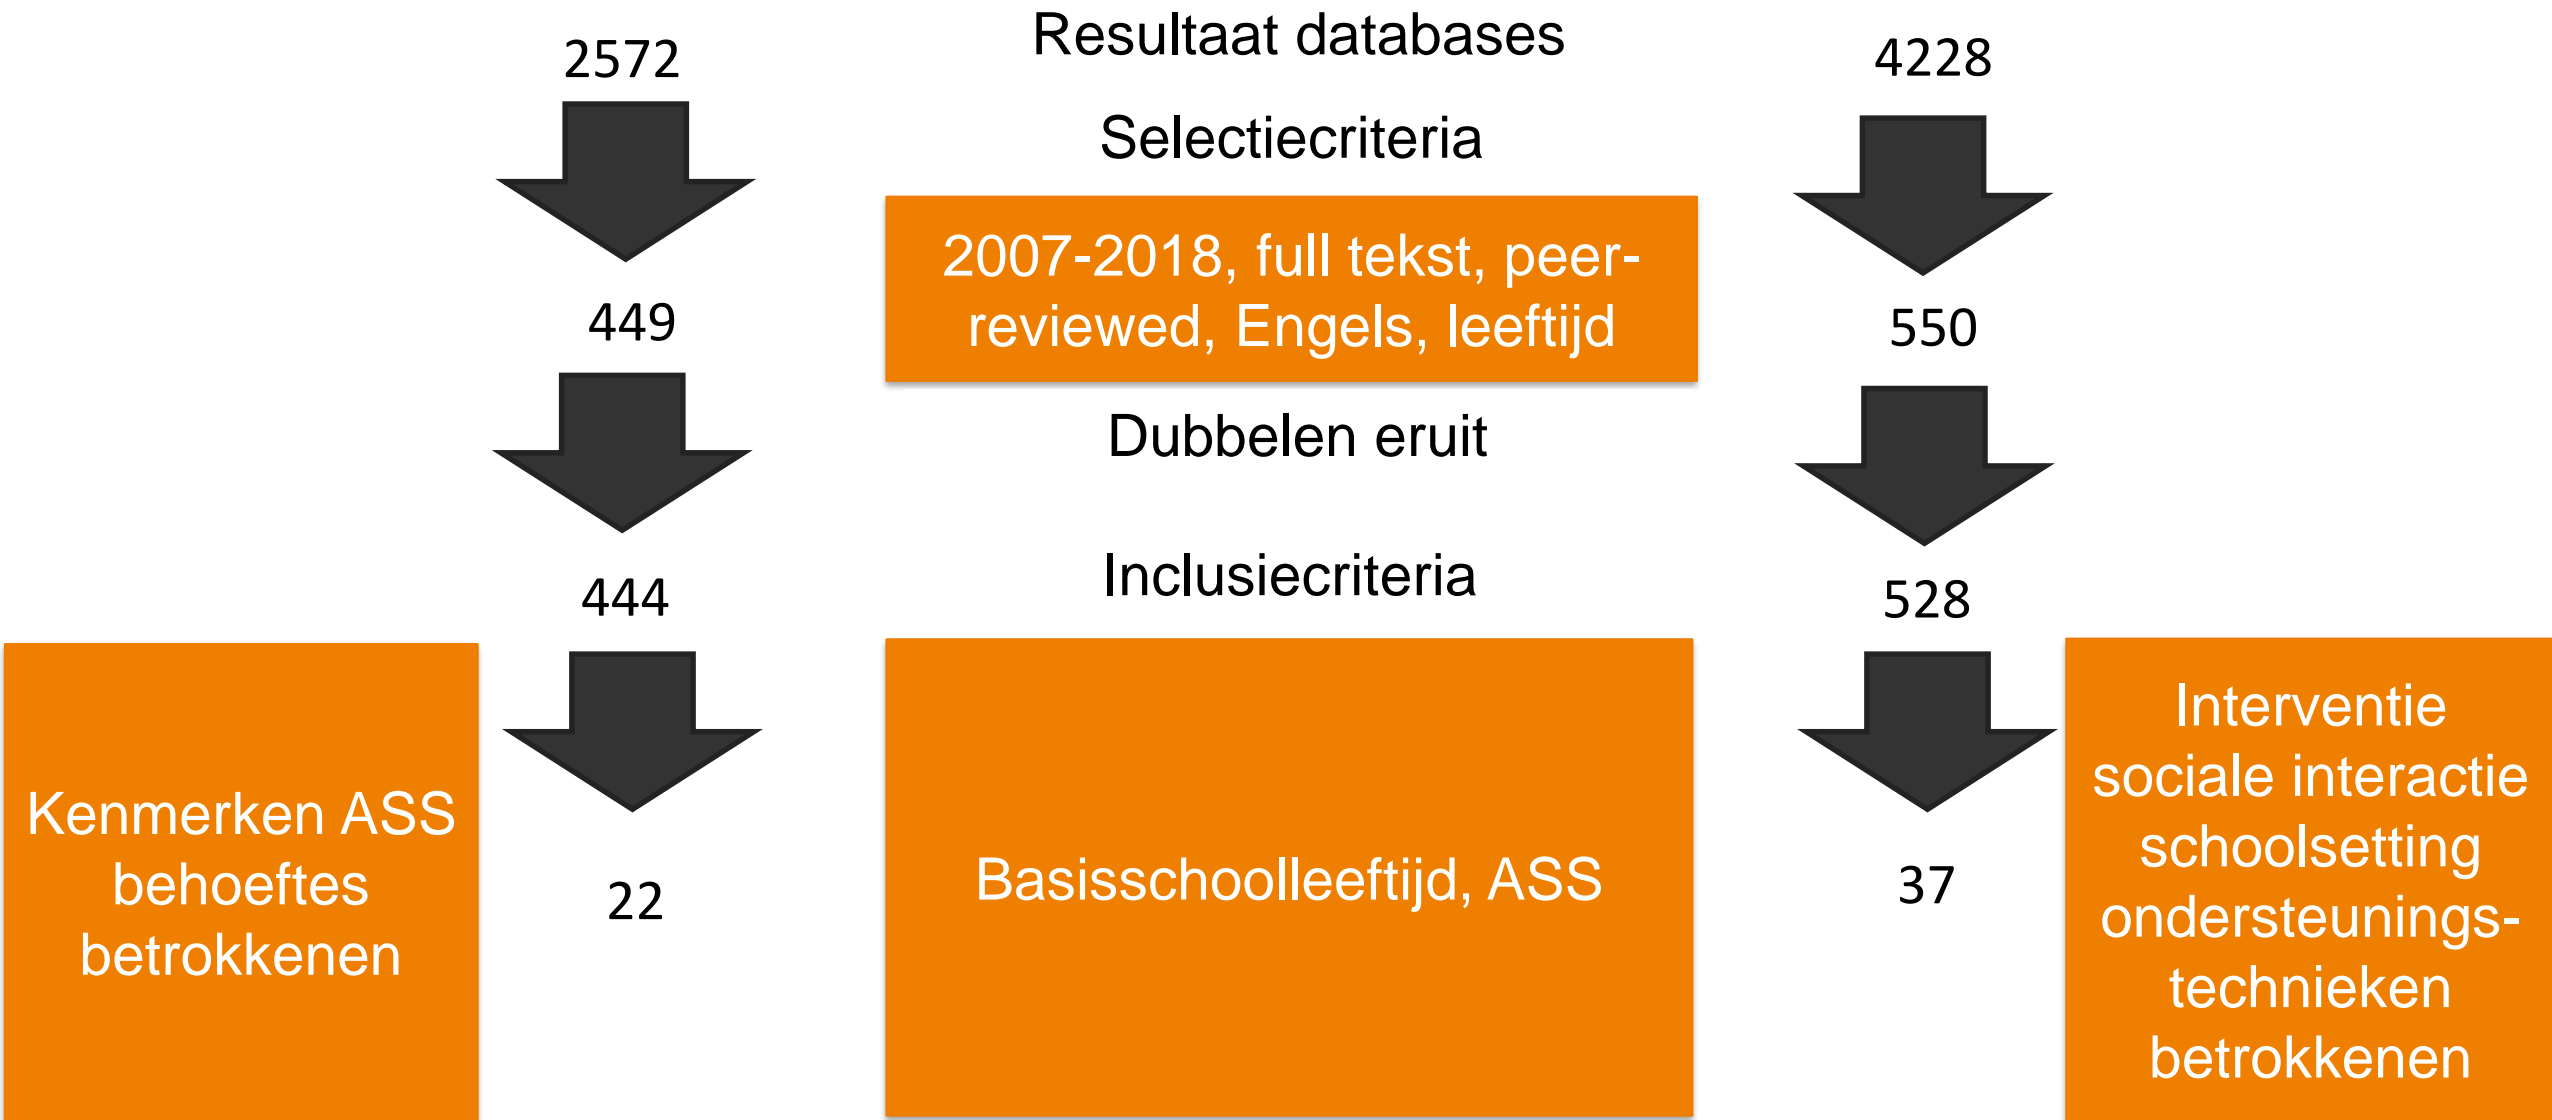 Resultaat databases
2572
4228
Selectiecriteria
2007-2018, full tekst, peer-
reviewed, Engels, leeftijd
449
550
Dubbelen eruit
Inclusiecriteria
444
528
Kenmerken ASS
behoeftes
betrokkenen
22
Basisschoolleeftijd, ASS
37
Interventie
sociale interactie
schoolsetting
ondersteunings-
technieken
betrokkenen